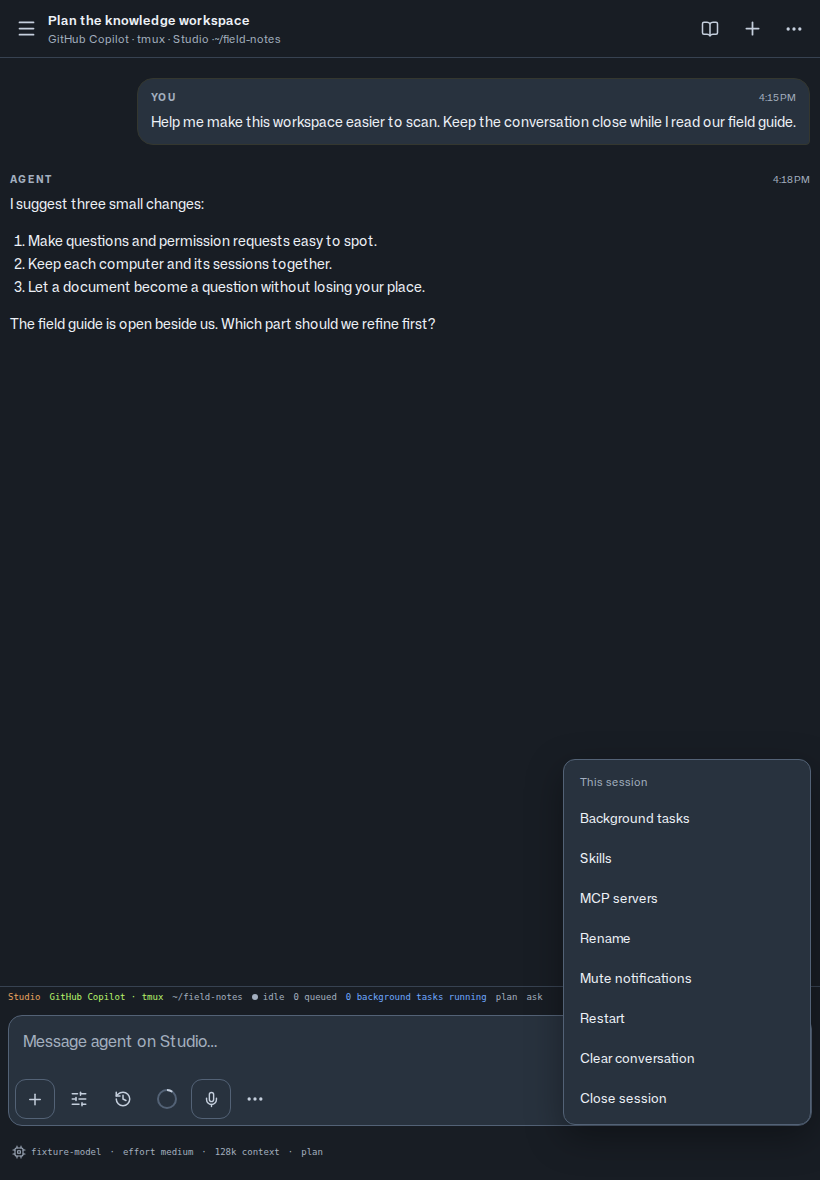 Plan the knowledge workspace
GitHub Copilot · tmux · Studio ·~/field-notes
YOU 4:15 PM
Help me make this workspace easier to scan. Keep the conversation close while I read our field guide.
AGENT 4:18 PM
I suggest three small changes:
1. Make questions and permission requests easy to spot.
2. Keep each computer and its sessions together.
3. Let a document become a question without losing your place.
The field guide is open beside us. Which part should we refine first?
This session
Background tasks
Skills
MCP servers
Rename
Mute notifications
Restart
Clear conversation
Close session
Studio GitHub Copilot · tmux ~/field-notes idle 0 queued 0 background tasks running plan ask
Message agent on Studio...
fixture-model · effort medium · 128k context · plan